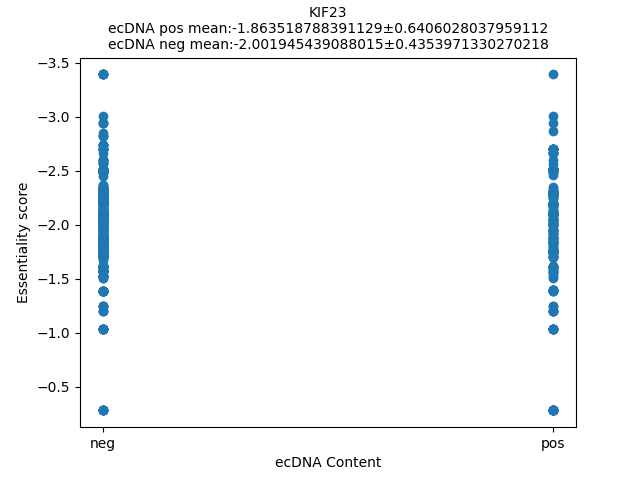 KIF23
ecDNA pos mean:-1.863518788391129±0.6406028037959112
ecDNA neg mean:-2.001945439088015±0.4353971330270218
−3.5
−3.0
−2.5
−2.0
−1.5
−1.0
−0.5
Essentiality score
neg
pos
ecDNA Content